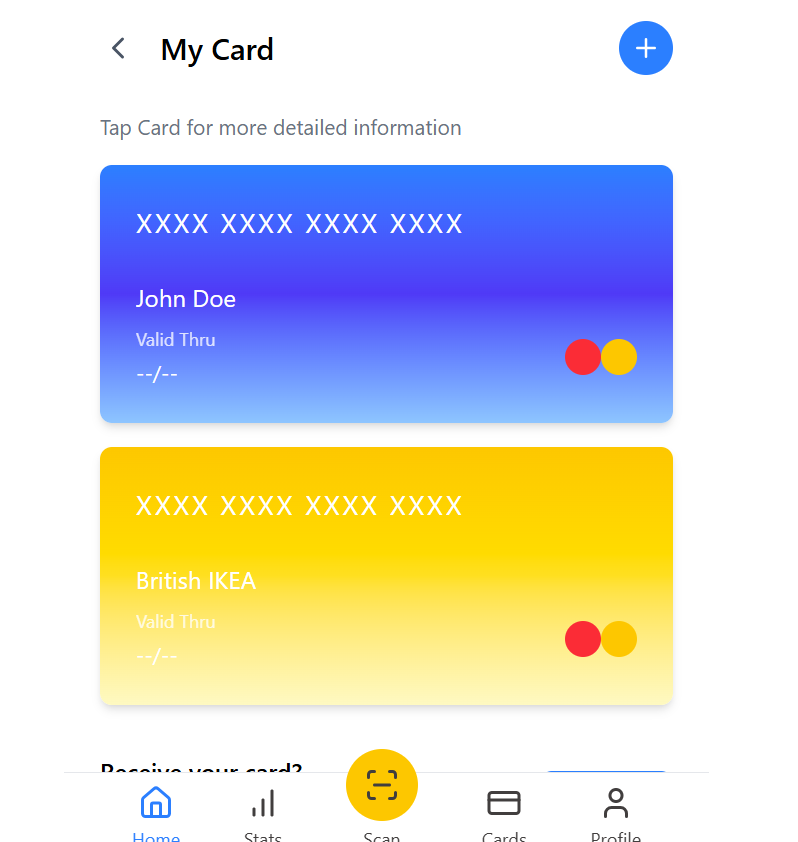 My Card
Tap Card for more detailed information
XXXX XXXX XXXX XXXX
John Doe
Valid Thru
--/--
XXXX XXXX XXXX XXXX
British IKEA
Valid Thru
--/--
Receive your card?
Home Stats Scan Cards Profile